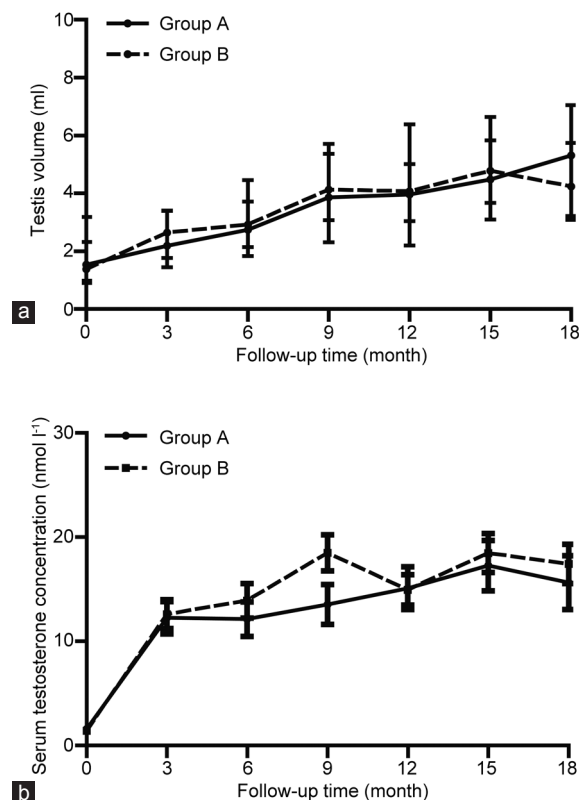 10
8
6
4
2
0
Testis volume (ml)
Group A
Group B
0 3 6 9 12 15 18
Follow-up time (month)
a
30
20
10
0
Serum testosterone concentration (nmol l⁻¹)
Group A
Group B
0 3 6 9 12 15 18
Follow-up time (month)
b